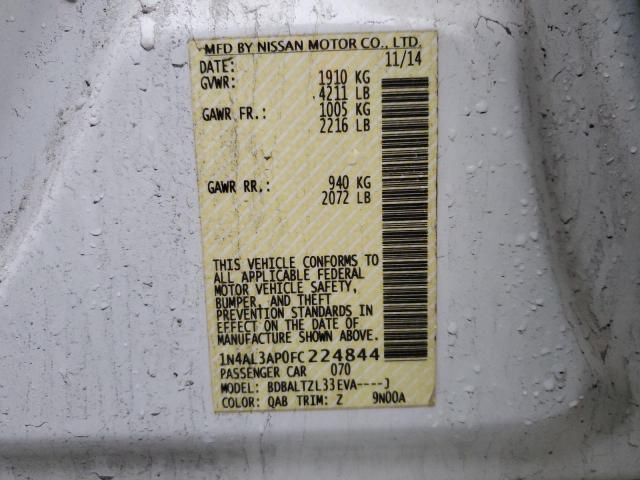 MFD BY NISSAN MOTOR CO., LTD.
DATE: 11/14
GVWR: 1910 KG
4211 LB
GAWR FR.: 1005 KG
2216 LB
GAWR RR.: 940 KG
2072 LB
THIS VEHICLE CONFORMS TO
ALL APPLICABLE FEDERAL
MOTOR VEHICLE SAFETY,
BUMPER, AND THEFT
PREVENTION STANDARDS IN
EFFECT ON THE DATE OF
MANUFACTURE SHOWN ABOVE.
1N4AL3AP0FC224844
PASSENGER CAR 070
MODEL: BDBALTZL33EVA----J
COLOR: QAB TRIM: Z 9N00A